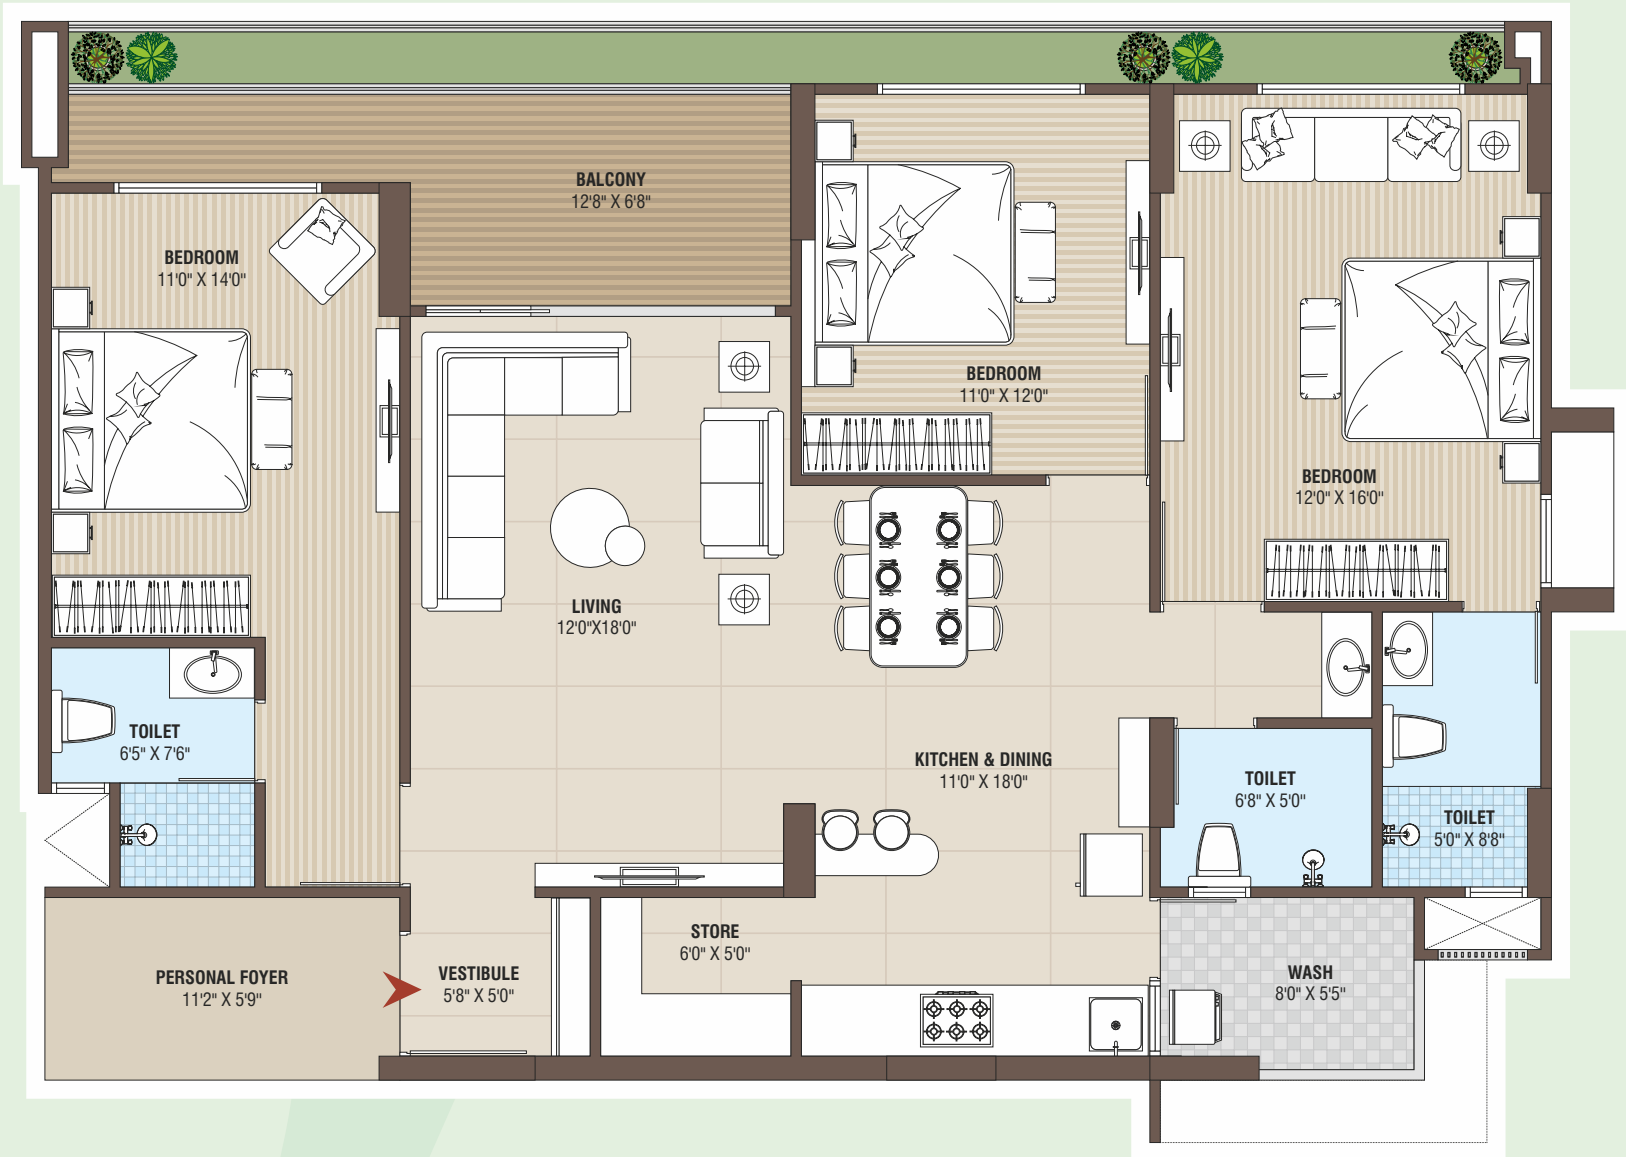 BALCONY
12'8" X 6'8"
BEDROOM
11'0" X 14'0"
BEDROOM
11'0" X 12'0"
BEDROOM
12'0" X 16'0"
LIVING
12'0"X18'0"
TOILET
6'5" X 7'6"
KITCHEN & DINING
11'0" X 18'0"
TOILET
6'8" X 5'0"
TOILET
5'0" X 8'8"
STORE
6'0" X 5'0"
PERSONAL FOYER
11'2" X 5'9"
VESTIBULE
5'8" X 5'0"
WASH
8'0" X 5'5"